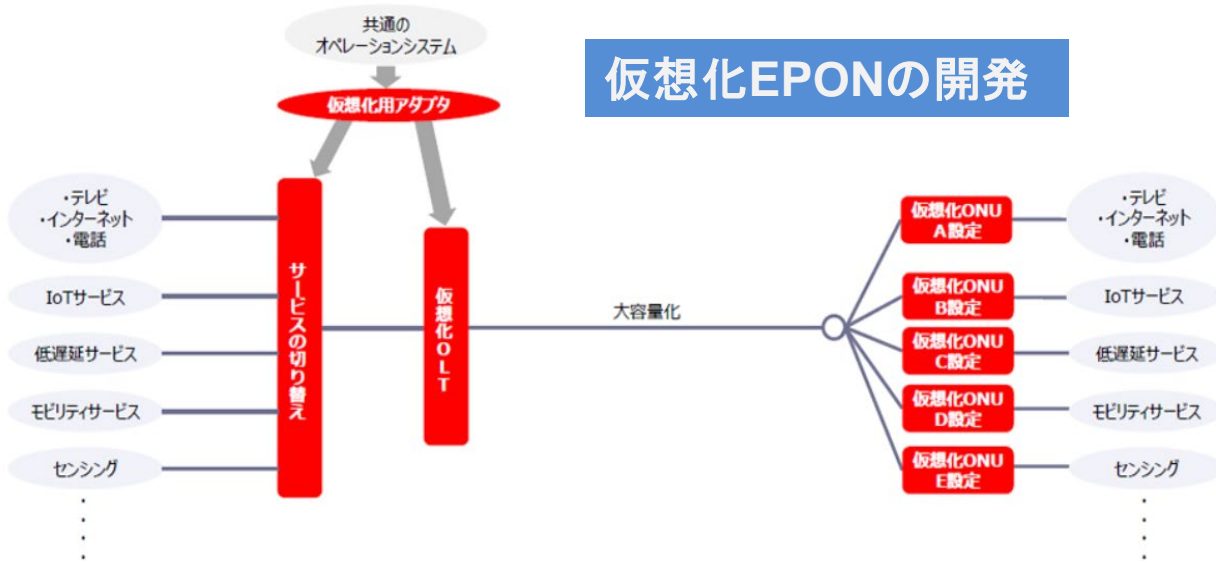 共通の
オペレーションシステム
仮想化EPONの開発
仮想化用アダプタ
・テレビ
・インターネット
・電話
IoTサービス
低遅延サービス
モビリティサービス
センシング
サービスの切り替え
仮想化OLT
大容量化
仮想化ONU
A設定
仮想化ONU
B設定
仮想化ONU
C設定
仮想化ONU
D設定
仮想化ONU
E設定
・テレビ
・インターネット
・電話
IoTサービス
低遅延サービス
モビリティサービス
センシング